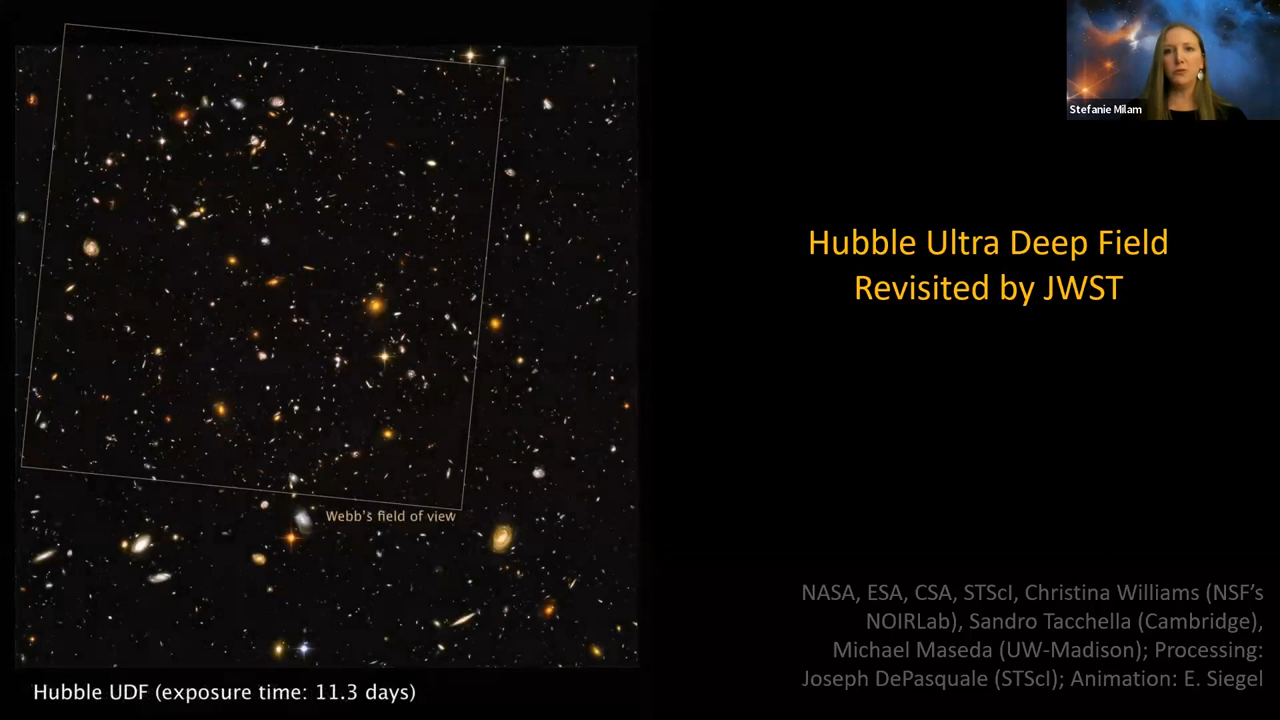 Stefanie Milam
Hubble Ultra Deep Field
Revisited by JWST
Webb's field of view
NASA, ESA, CSA, STScI, Christina Williams (NSF’s
NOIRLab), Sandro Tacchella (Cambridge),
Michael Maseda (UW-Madison); Processing:
Joseph DePasquale (STScI); Animation: E. Siegel
Hubble UDF (exposure time: 11.3 days)